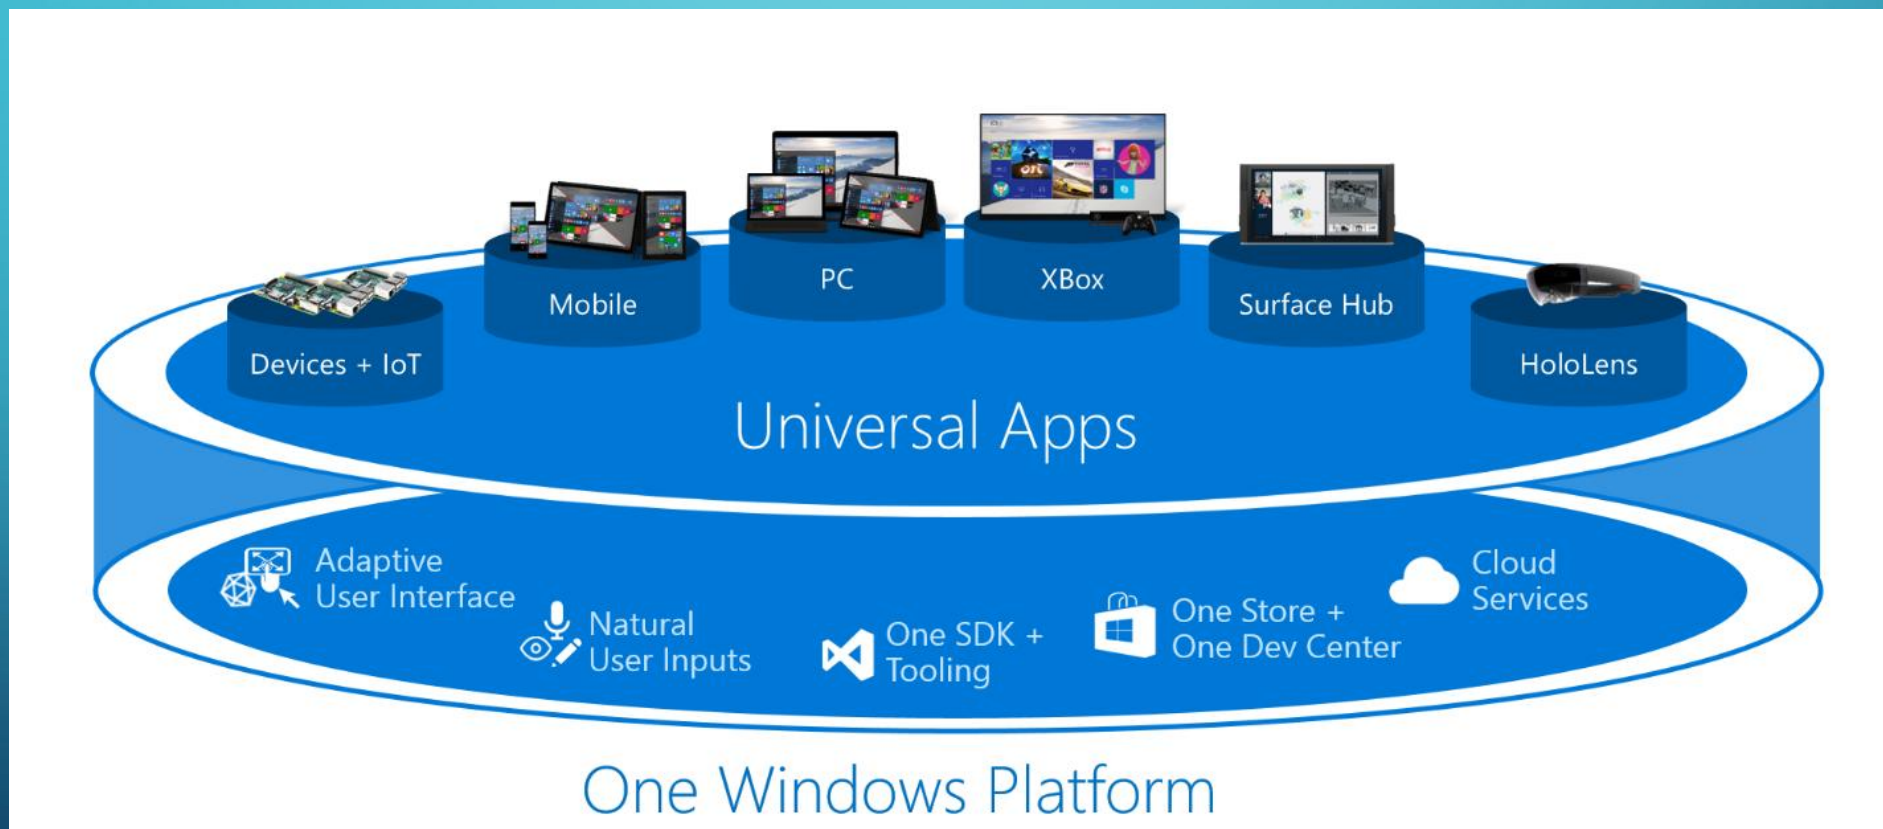 Devices + IoT
Mobile
PC
XBox
Surface Hub
HoloLens
Universal Apps
Adaptive
User Interface
Natural
User Inputs
One SDK +
Tooling
One Store +
One Dev Center
Cloud
Services
One Windows Platform